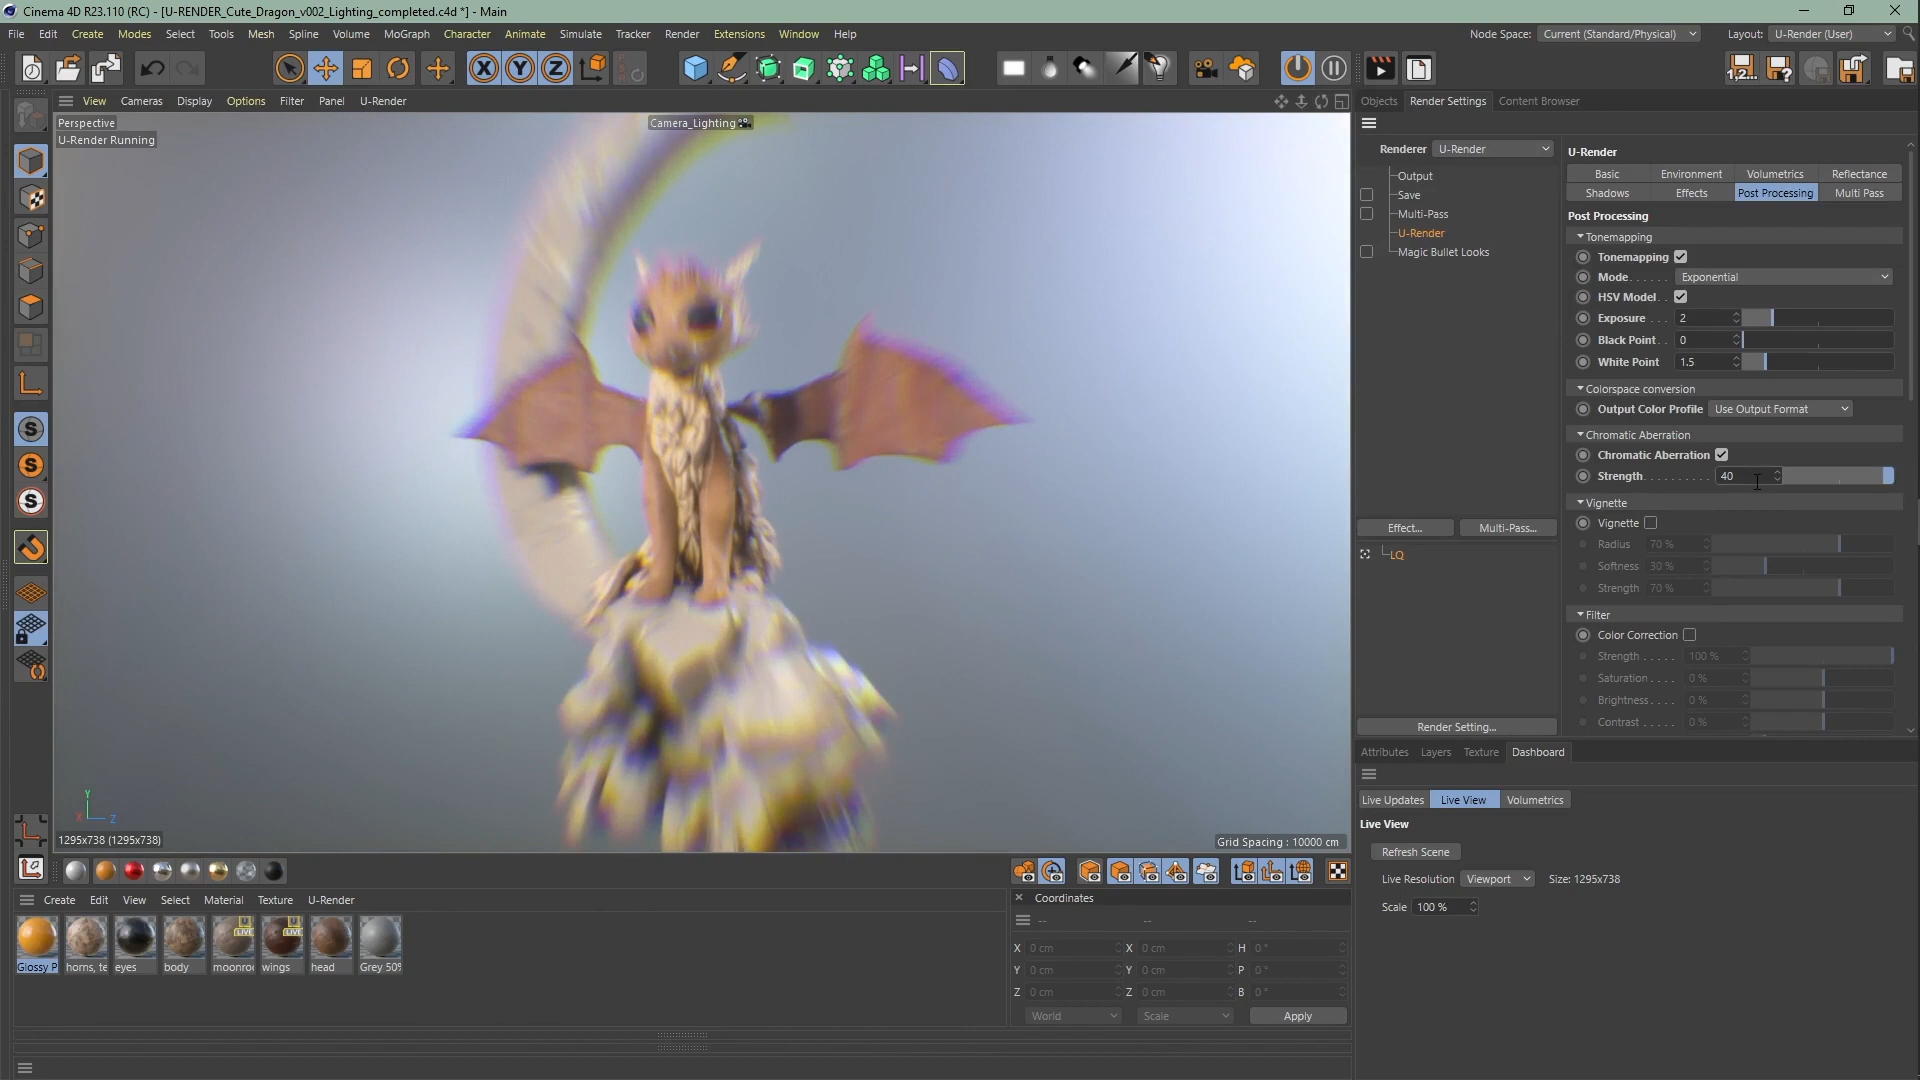 Cinema 4D R23.110 (RC) - [U-RENDER_Cute_Dragon_v002_Lighting_completed.c4d *] - Main
File Edit Create Modes Select Tools Mesh Spline Volume MoGraph Character Animate Simulate Tracker Render Extensions Window Help
Node Space: Current (Standard/Physical) Layout: U-Render (User)
View Cameras Display Options Filter Panel U-Render
Perspective
Camera_Lighting
U-Render Running
1295x738 (1295x738)
Grid Spacing : 10000 cm
Y
X Z
Objects Render Settings Content Browser
Renderer U-Render
Output
Save
Multi-Pass
U-Render
Magic Bullet Looks
Effect... Multi-Pass...
LQ
Render Setting...
U-Render
Basic Environment Volumetrics Reflectance
Shadows Effects Post Processing Multi Pass
Post Processing
Tonemapping
Tonemapping
Mode . . . . . . Exponential
HSV Model . .
Exposure . . . 2
Black Point . 0
White Point 1.5
Colorspace conversion
Output Color Profile Use Output Format
Chromatic Aberration
Chromatic Aberration
Strength . . . . . . . . . . 40
Vignette
Vignette
Radius 70 %
Softness 30 %
Strength 70 %
Filter
Color Correction
Strength . . . . . 100 %
Saturation . . . . 0 %
Brightness . . . . 0 %
Contrast . . . . . 0 %
Attributes Layers Texture Dashboard
Live Updates Live View Volumetrics
Live View
Refresh Scene
Live Resolution Viewport Size: 1295x738
Scale 100 %
Create Edit View Select Material Texture U-Render
Glossy P horns, te eyes body moonroc wings head Grey 50%
LIVE LIVE
Coordinates
-- -- --
X 0 cm X 0 cm H 0 °
Y 0 cm Y 0 cm P 0 °
Z 0 cm Z 0 cm B 0 °
World Scale Apply